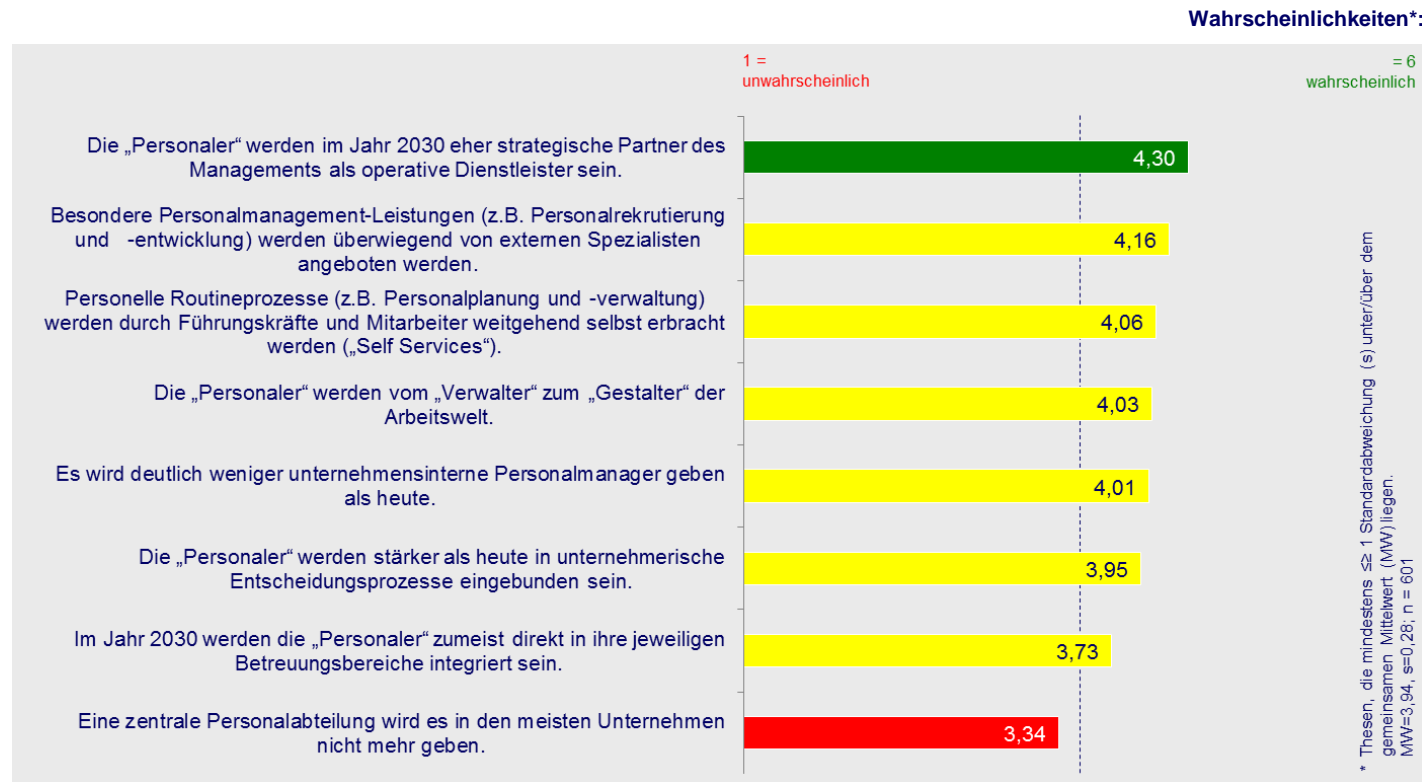 Wahrscheinlichkeiten*:
1 =
unwahrscheinlich
= 6
wahrscheinlich
Die „Personaler“ werden im Jahr 2030 eher strategische Partner des
Managements als operative Dienstleister sein.
4,30
Besondere Personalmanagement-Leistungen (z.B. Personalrekrutierung
und -entwicklung) werden überwiegend von externen Spezialisten
angeboten werden.
4,16
Personelle Routineprozesse (z.B. Personalplanung und -verwaltung)
werden durch Führungskräfte und Mitarbeiter weitgehend selbst erbracht
werden („Self Services“).
4,06
Die „Personaler“ werden vom „Verwalter“ zum „Gestalter“ der
Arbeitswelt.
4,03
Es wird deutlich weniger unternehmensinterne Personalmanager geben
als heute.
4,01
Die „Personaler“ werden stärker als heute in unternehmerische
Entscheidungsprozesse eingebunden sein.
3,95
Im Jahr 2030 werden die „Personaler“ zumeist direkt in ihre jeweiligen
Betreuungsbereiche integriert sein.
3,73
Eine zentrale Personalabteilung wird es in den meisten Unternehmen
nicht mehr geben.
3,34
* Thesen, die mindestens ≤≥ 1 Standardabweichung (s) unter/über dem
gemeinsamen Mittelwert (MW) liegen.
MW=3,94, s=0,28; n = 601